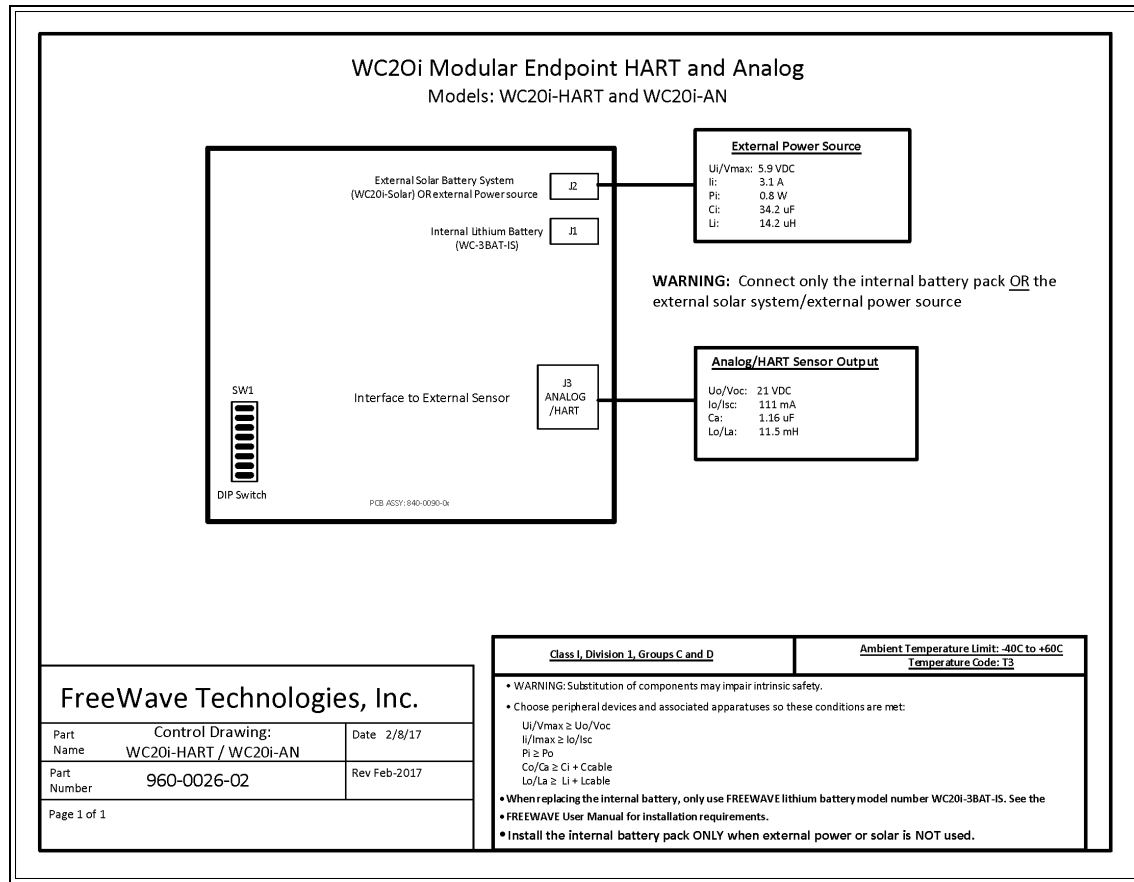 WC20i Modular Endpoint HART and Analog
Models: WC20i-HART and WC20i-AN
External Power Source
Ui/Vmax: 5.9 VDC
Ii: 3.1 A
Pi: 0.8 W
Ci: 34.2 uF
Li: 14.2 uH
External Solar Battery System
(WC20i-Solar) OR external Power source
J2
Internal Lithium Battery
(WC-3BAT-IS)
J1
WARNING: Connect only the internal battery pack OR the
external solar system/external power source
Analog/HART Sensor Output
Uo/Voc: 21 VDC
Io/Isc: 111 mA
Ca: 1.16 uF
Lo/La: 11.5 mH
Interface to External Sensor
J3
ANALOG
/HART
SW1
DIP Switch
PCB ASSY: 840-0090-0x
Class I, Division 1, Groups C and D
Ambient Temperature Limit: -40C to +60C
Temperature Code: T3
• WARNING: Substitution of components may impair intrinsic safety.
• Choose peripheral devices and associated apparatuses so these conditions are met:
Ui/Vmax ≥ Uo/Voc
Ii/Imax ≥ Io/Isc
Pi ≥ Po
Co/Ca ≥ Ci + Ccable
Lo/La ≥ Li + Lcable
• When replacing the internal battery, only use FREEWAVE lithium battery model number WC20i-3BAT-IS. See the
• FREEWAVE User Manual for installation requirements.
• Install the internal battery pack ONLY when external power or solar is NOT used.
FreeWave Technologies, Inc.
Part
Name
Control Drawing:
WC20i-HART / WC20i-AN
Date 2/8/17
Part
Number
960-0026-02
Rev Feb-2017
Page 1 of 1